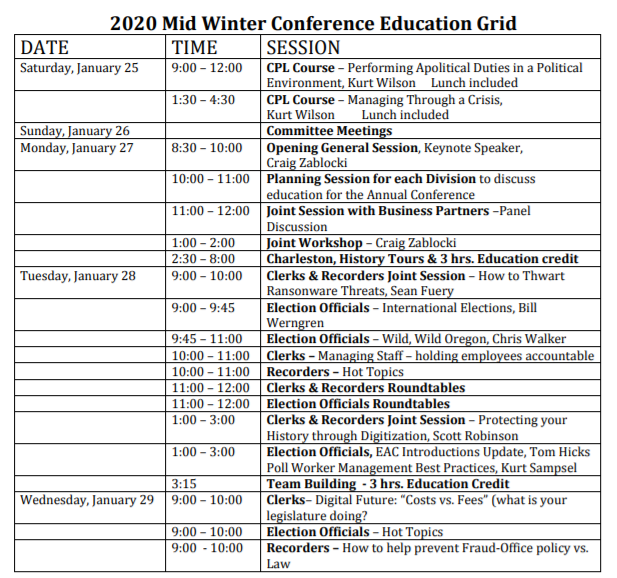 2020 Mid Winter Conference Education Grid
DATE TIME SESSION
Saturday, January 25 9:00 – 12:00 CPL Course – Performing Apolitical Duties in a Political
Environment, Kurt Wilson Lunch included
1:30 – 4:30 CPL Course – Managing Through a Crisis,
Kurt Wilson Lunch included
Sunday, January 26 Committee Meetings
Monday, January 27 8:30 – 10:00 Opening General Session, Keynote Speaker,
Craig Zablocki
10:00 – 11:00 Planning Session for each Division to discuss
education for the Annual Conference
11:00 – 12:00 Joint Session with Business Partners –Panel
Discussion
1:00 – 2:00 Joint Workshop – Craig Zablocki
2:30 – 8:00 Charleston, History Tours & 3 hrs. Education credit
Tuesday, January 28 9:00 – 10:00 Clerks & Recorders Joint Session – How to Thwart
Ransonware Threats, Sean Fuery
9:00 – 9:45 Election Officials – International Elections, Bill
Werngren
9:45 – 11:00 Election Officials – Wild, Wild Oregon, Chris Walker
10:00 – 11:00 Clerks – Managing Staff – holding employees accountable
10:00 – 11:00 Recorders – Hot Topics
11:00 – 12:00 Clerks & Recorders Roundtables
11:00 – 12:00 Election Officials Roundtables
1:00 – 3:00 Clerks & Recorders Joint Session – Protecting your
History through Digitization, Scott Robinson
1:00 – 3:00 Election Officials, EAC Introductions Update, Tom Hicks
Poll Worker Management Best Practices, Kurt Sampsel
3:15 Team Building - 3 hrs. Education Credit
Wednesday, January 29 9:00 – 10:00 Clerks– Digital Future: “Costs vs. Fees” (what is your
legislature doing?
9:00 – 10:00 Election Officials – Hot Topics
9:00 - 10:00 Recorders – How to help prevent Fraud-Office policy vs.
Law